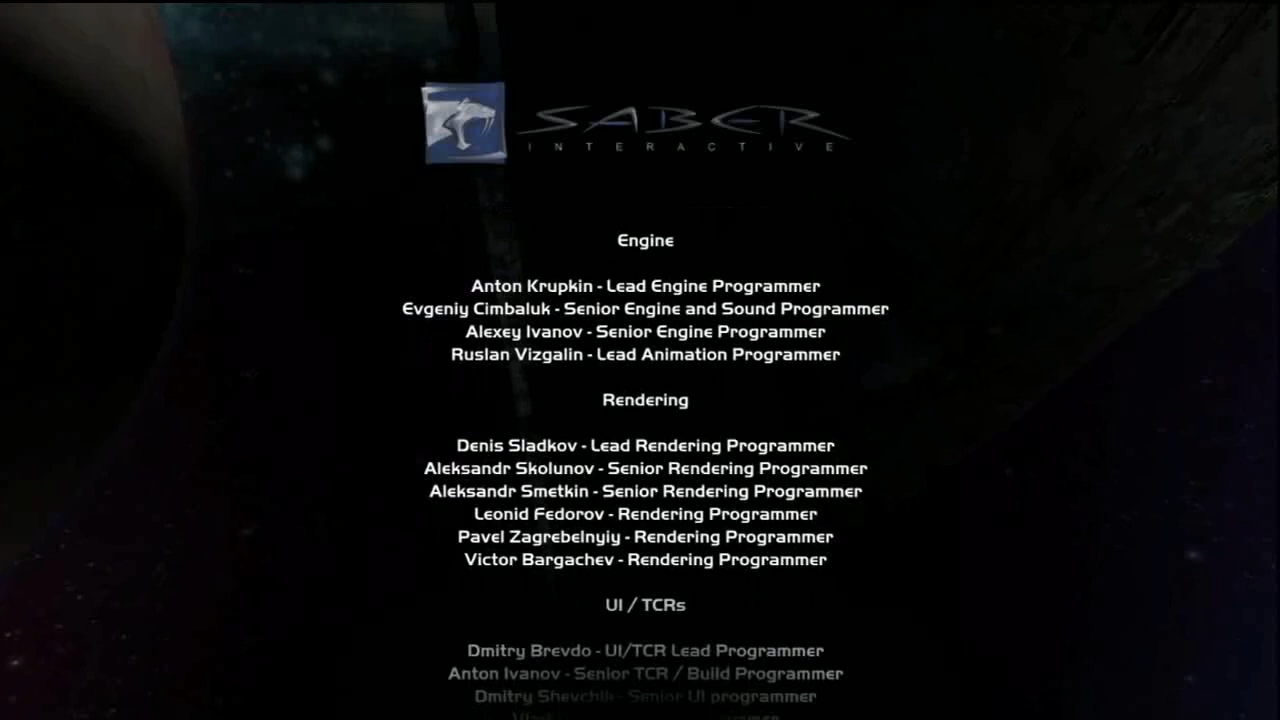 SABER
INTERACTIVE
Engine
Anton Krupkin - Lead Engine Programmer
Evgeniy Cimbaluk - Senior Engine and Sound Programmer
Alexey Ivanov - Senior Engine Programmer
Ruslan Vizgalin - Lead Animation Programmer
Rendering
Denis Sladkov - Lead Rendering Programmer
Aleksandr Skolunov - Senior Rendering Programmer
Aleksandr Smetkin - Senior Rendering Programmer
Leonid Fedorov - Rendering Programmer
Pavel Zagrebelnyiy - Rendering Programmer
Victor Bargachev - Rendering Programmer
UI / TCRs
Dmitry Brevdo - UI/TCR Lead Programmer
Anton Ivanov - Senior TCR / Build Programmer
Dmitry Shevchik - Senior UI programmer